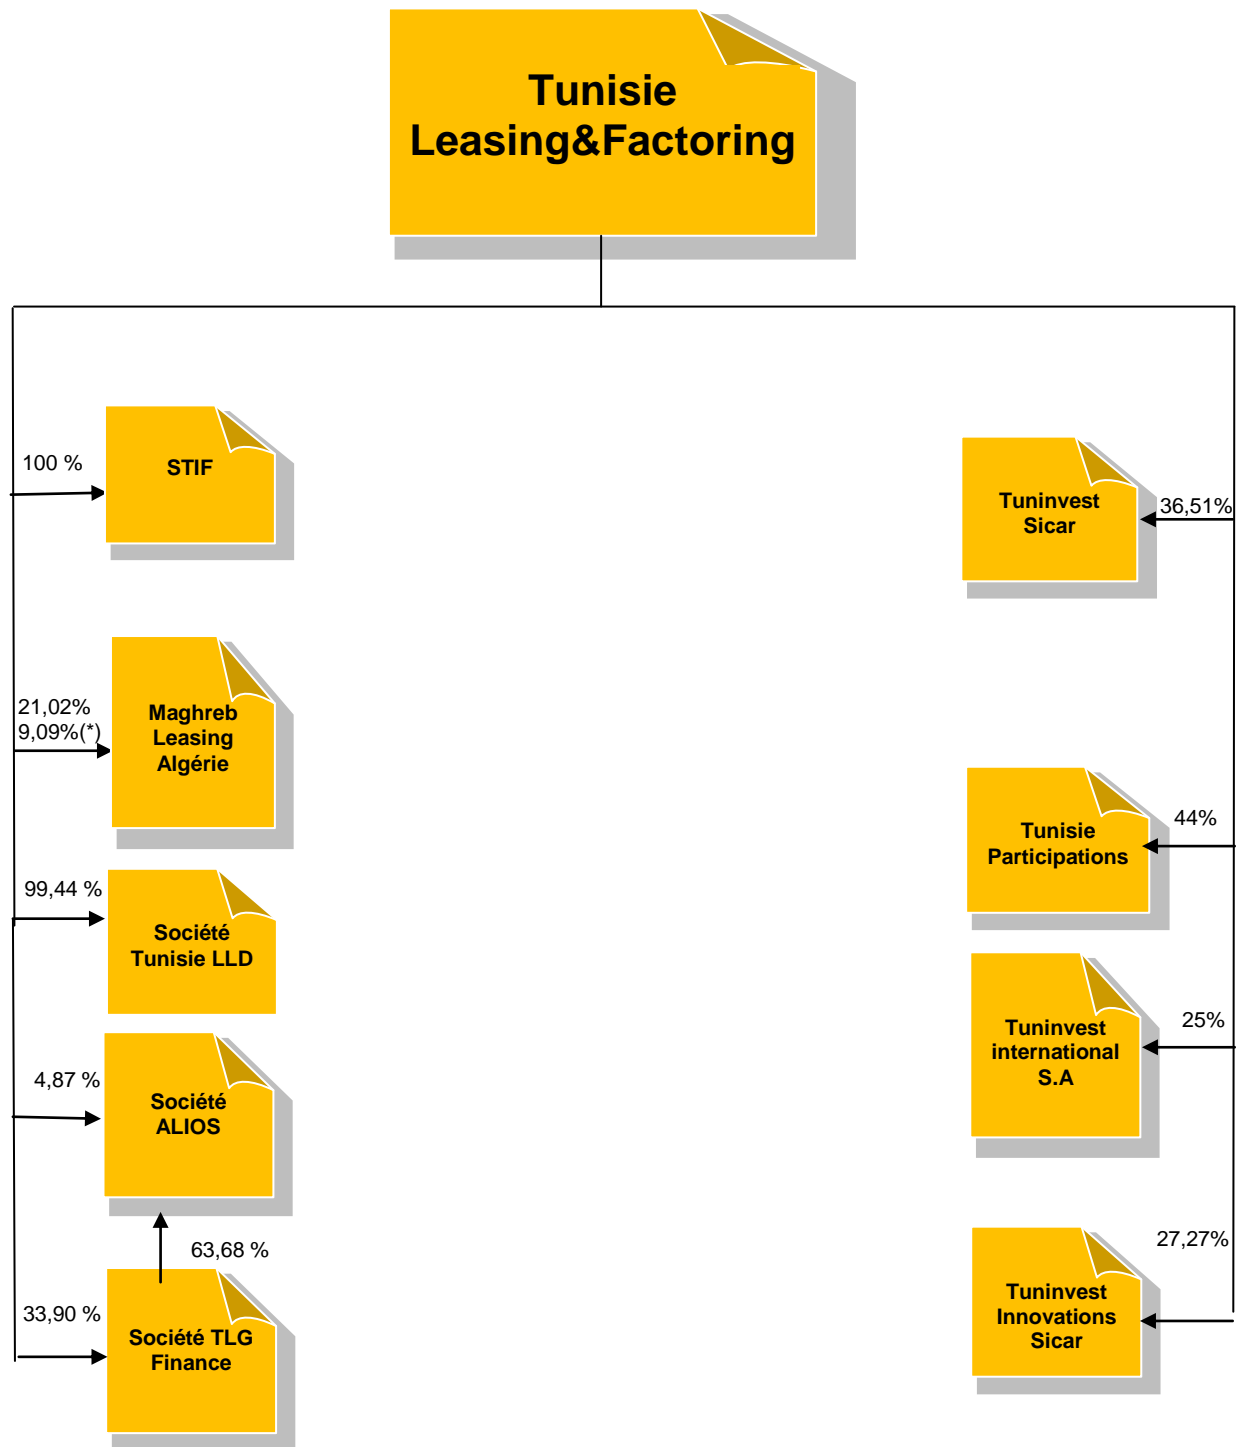 Tunisie
Leasing&Factoring
100 %
STIF
21,02%
9,09%(*)
Maghreb
Leasing
Algérie
99,44 %
Société
Tunisie LLD
4,87 %
Société
ALIOS
63,68 %
33,90 %
Société TLG
Finance
Tuninvest
Sicar
36,51%
Tunisie
Participations
44%
Tuninvest
international
S.A
25%
Tuninvest
Innovations
Sicar
27,27%